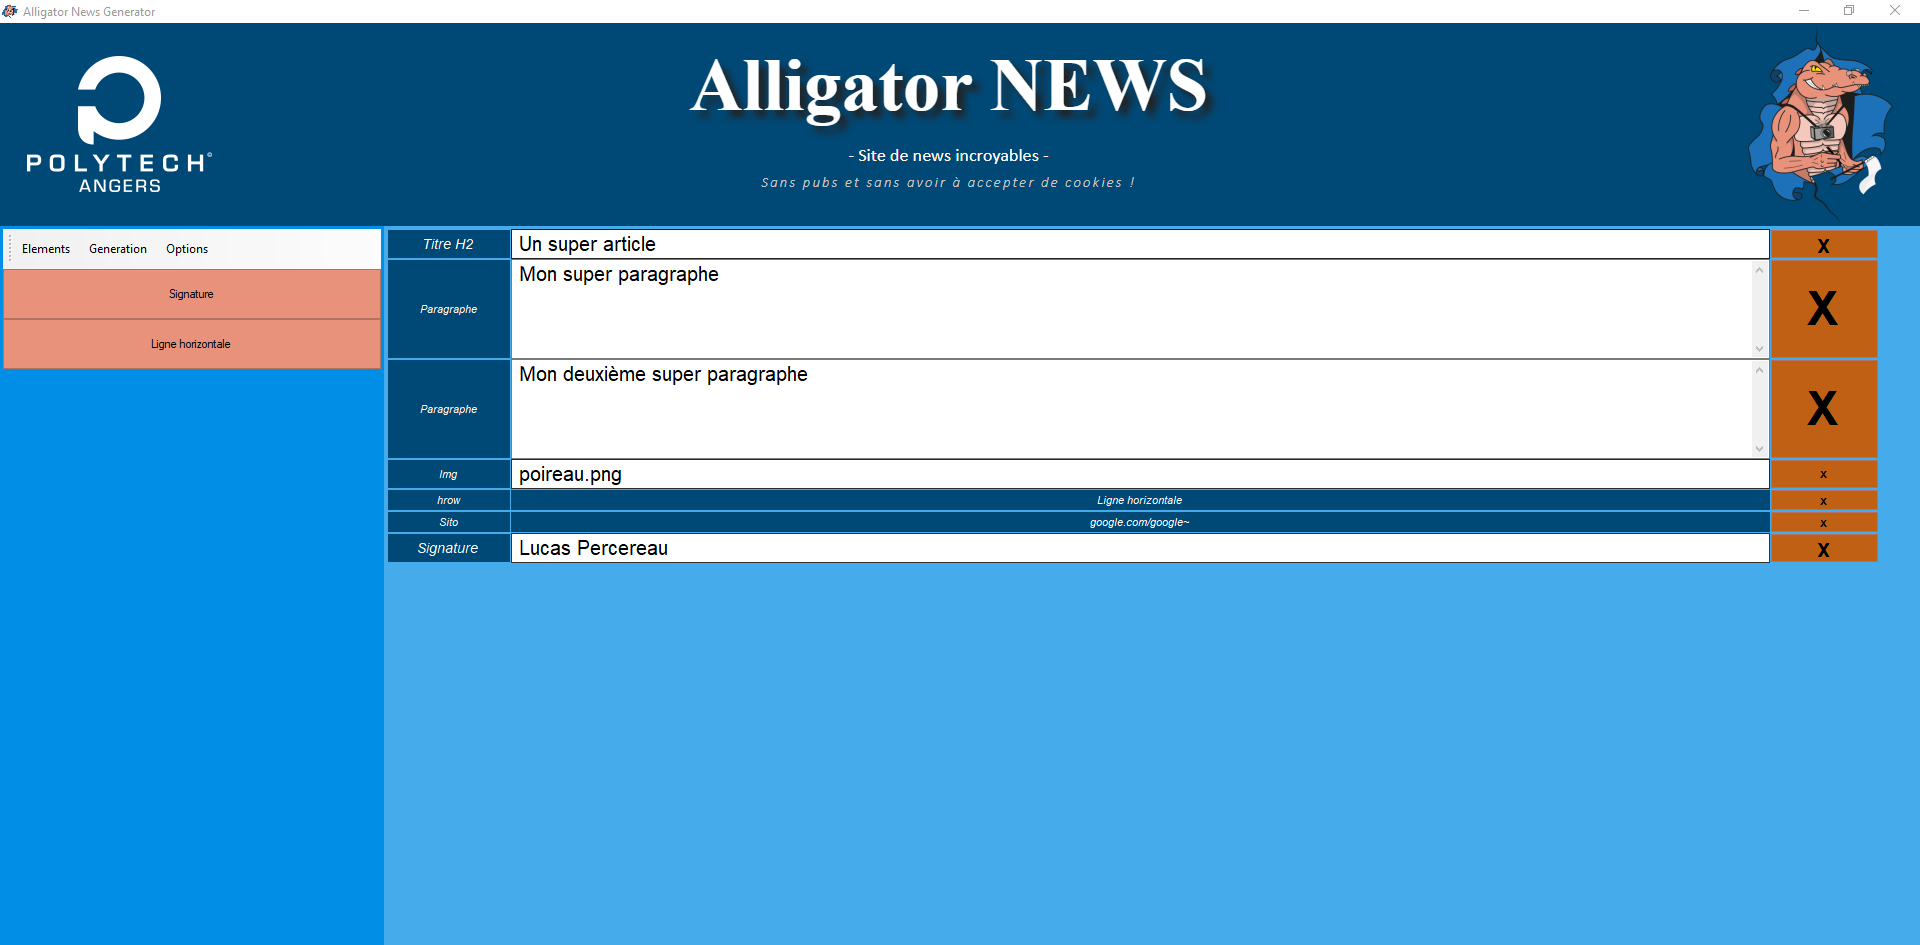 Alligator News Generator
POLYTECH®
ANGERS
Alligator NEWS
- Site de news incroyables -
Sans pubs et sans avoir à accepter de cookies !
Elements Generation Options
Signature
Ligne horizontale
Titre H2 Un super article X
Paragraphe Mon super paragraphe X
Paragraphe Mon deuxième super paragraphe X
Img poireau.png x
hrow Ligne horizontale x
Sito google.com/google~ x
Signature Lucas Percereau X